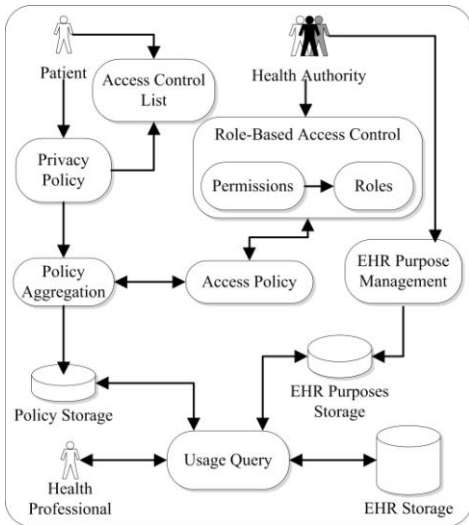 Patient
Health Authority
Access Control
List
Role-Based Access Control
Privacy
Policy
Permissions
Roles
Policy
Aggregation
Access Policy
EHR Purpose
Management
Policy Storage
EHR Purposes
Storage
Usage Query
Health
Professional
EHR Storage